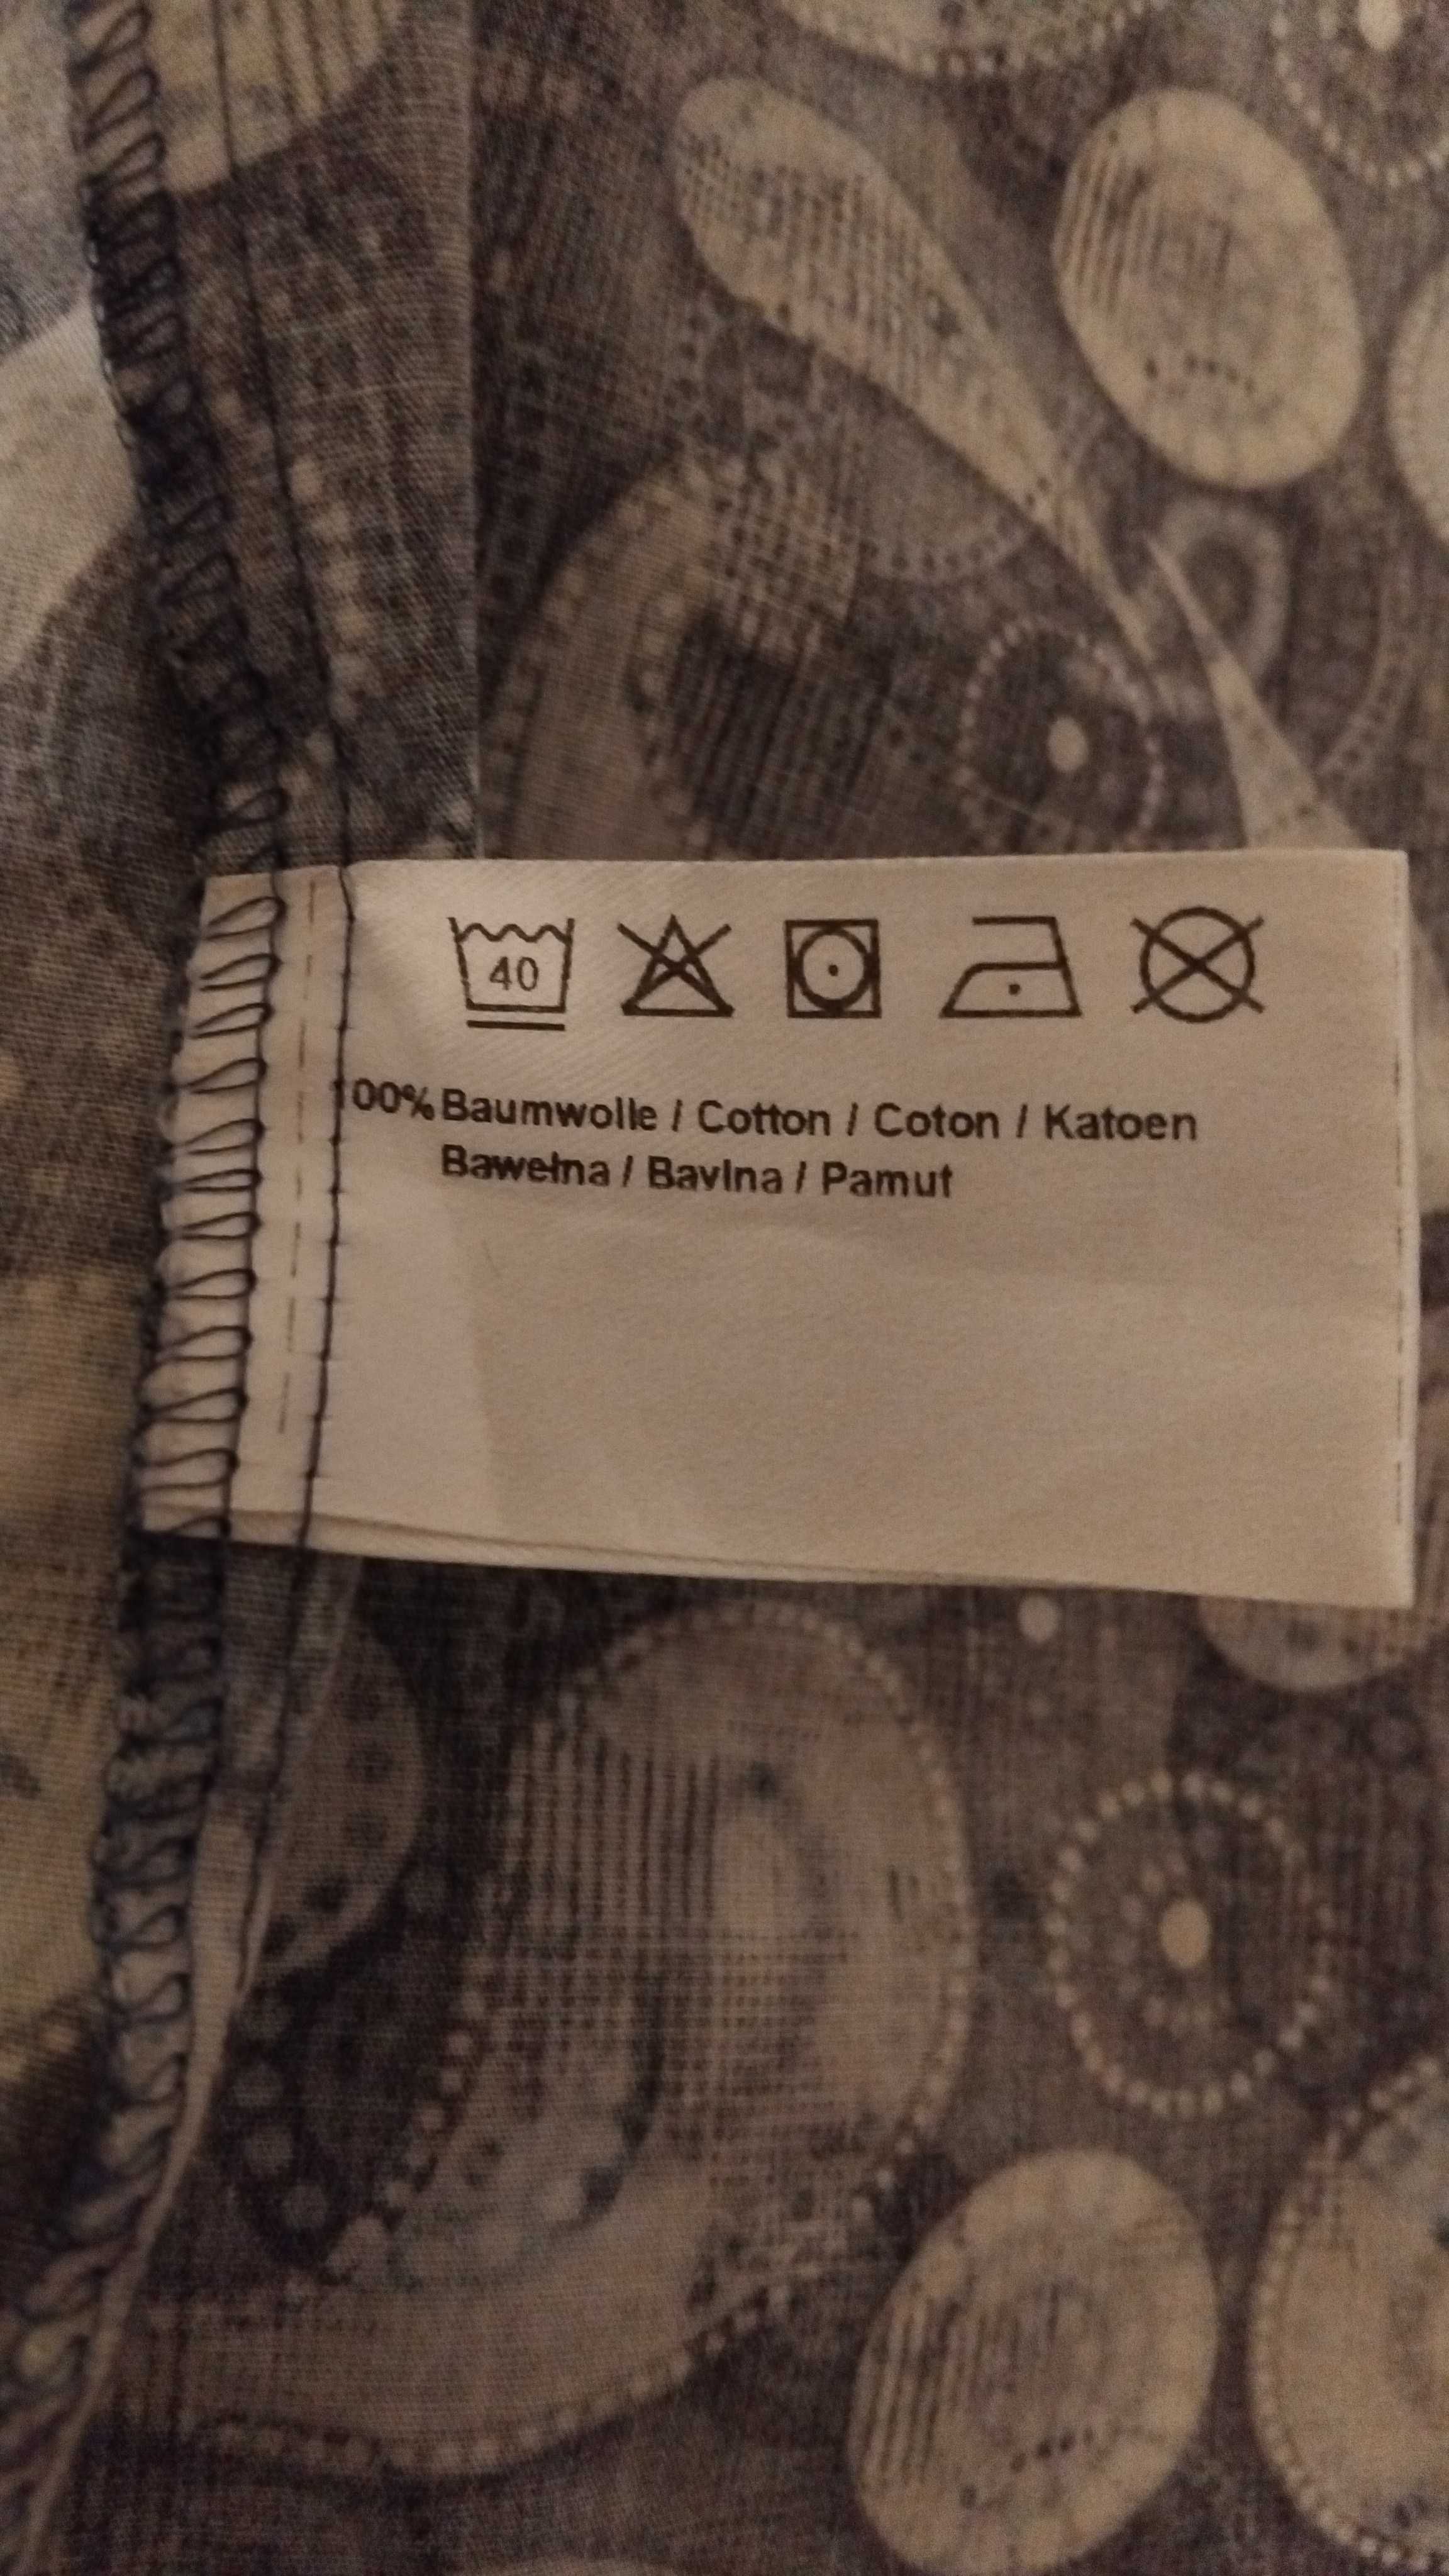 40
100% Baumwolle / Cotton / Coton / Katoen
Bawełna / Bavlna / Pamut